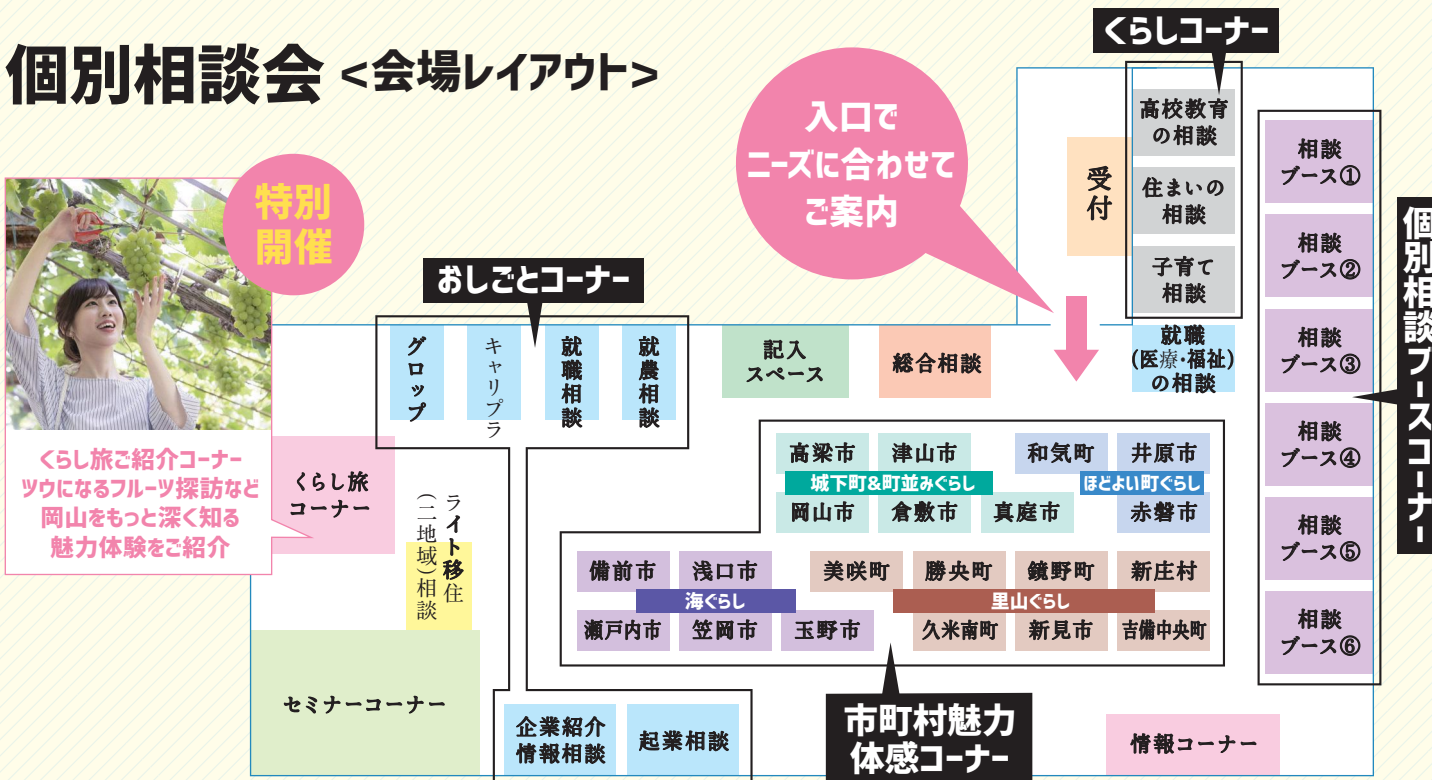 個別相談会 <会場レイアウト>
特別
開催
くらし旅ご紹介コーナー
ツウになるフルーツ探訪など
岡山をもっと深く知る
魅力体験をご紹介
入口で
ニーズに合わせて
ご案内
くらしコーナー
高校教育
の相談
住まいの
相談
子育て
相談
受付
就職
(医療・福祉)
の相談
個別相談ブースコーナー
相談
ブース①
相談
ブース②
相談
ブース③
相談
ブース④
相談
ブース⑤
相談
ブース⑥
おしごとコーナー
グロップ
キャリプラ
就職相談
就農相談
記入
スペース
総合相談
くらし旅
コーナー
ライト移住
(二地域)相談
セミナーコーナー
企業紹介
情報相談
起業相談
高梁市
津山市
城下町&町並みぐらし
岡山市
倉敷市
真庭市
和気町
井原市
ほどよい町ぐらし
赤磐市
備前市
浅口市
海ぐらし
瀬戸内市
笠岡市
玉野市
美咲町
勝央町
鏡野町
新庄村
里山ぐらし
久米南町
新見市
吉備中央町
市町村魅力
体感コーナー
情報コーナー